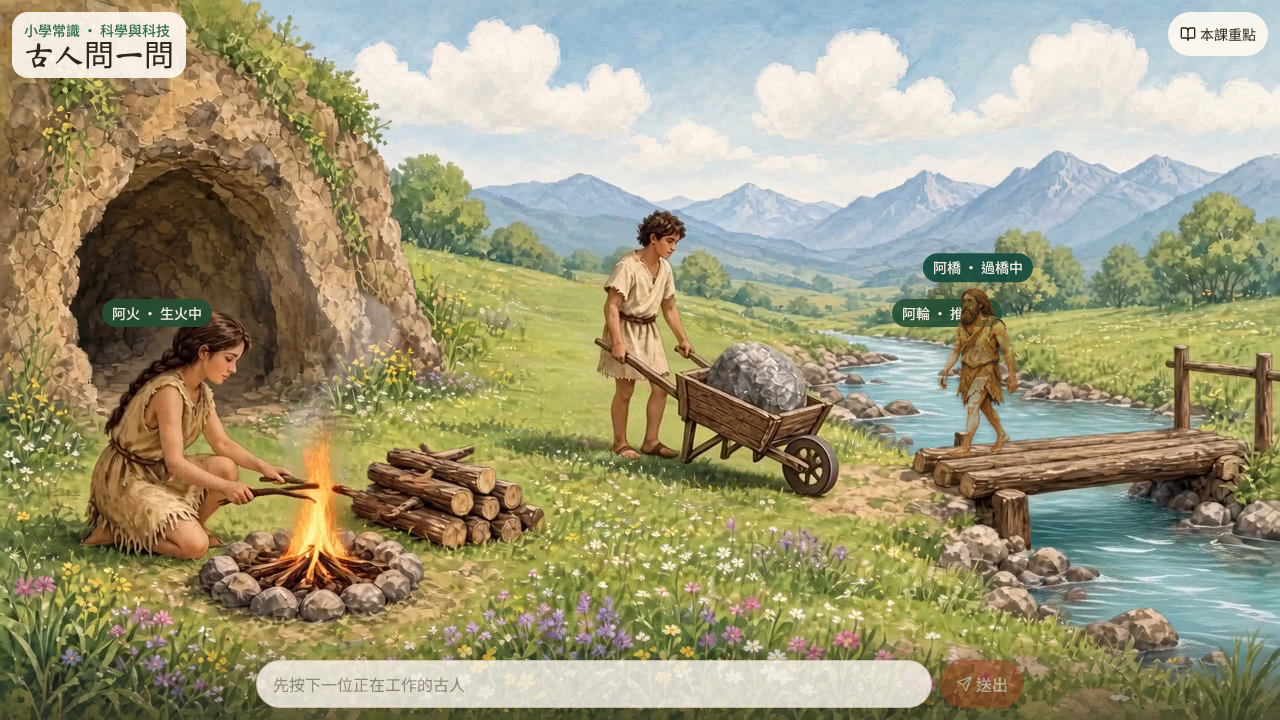 小學常識 · 科學與科技
古人問一問
本課重點
阿橋 · 過橋中
阿火 · 生火中
阿輪 · 推
先按下一位正在工作的古人
送出